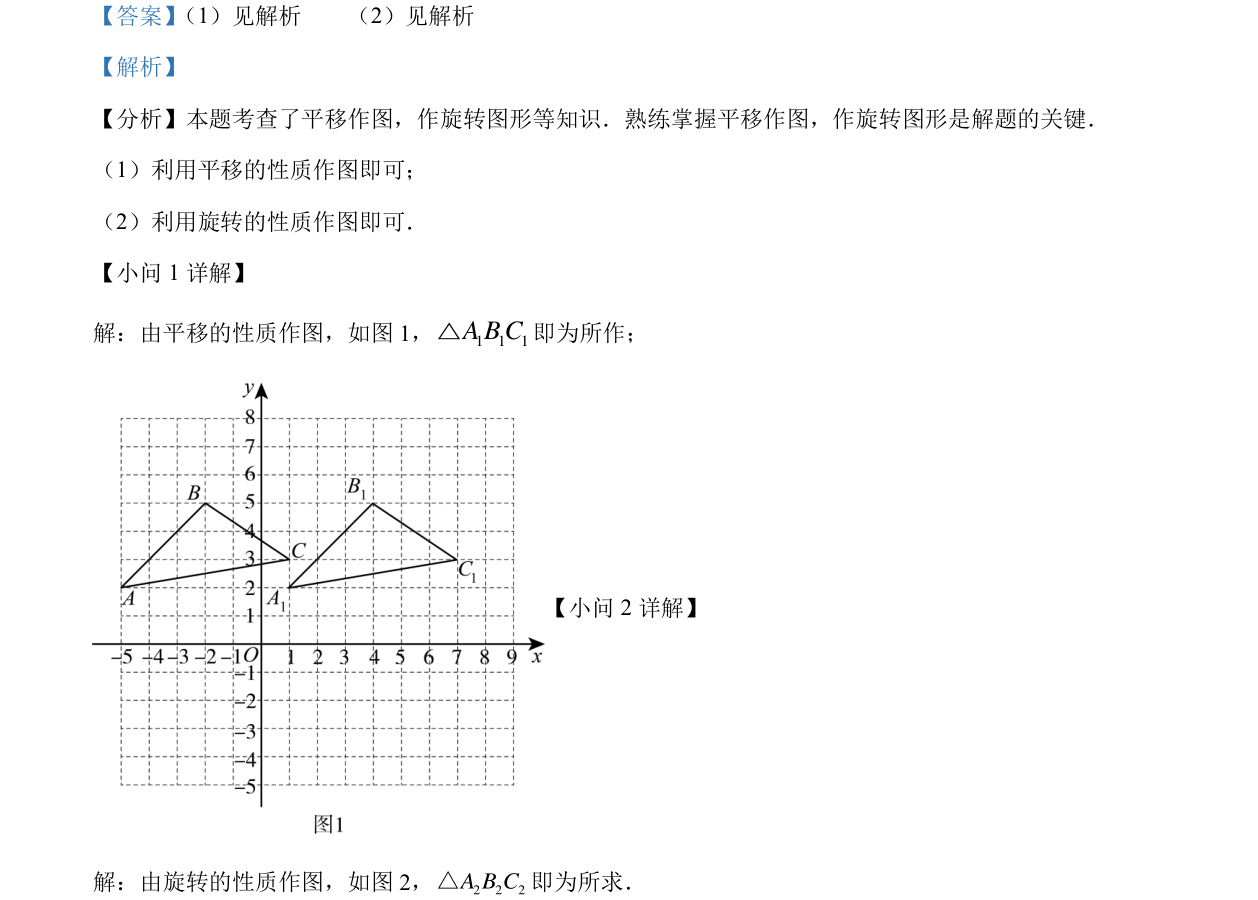 【答案】（1）见解析　　（2）见解析
【解析】
【分析】本题考查了平移作图，作旋转图形等知识．熟练掌握平移作图，作旋转图形是解题的关键．
（1）利用平移的性质作图即可；
（2）利用旋转的性质作图即可．
【小问 1 详解】
解：由平移的性质作图，如图 1，△A₁B₁C₁ 即为所作；
y
8
7
6
B
B₁
5
4
3
C
C₁
2
A
A₁
1
【小问 2 详解】
–5 –4 –3 –2 –1 O 1 2 3 4 5 6 7 8 9 x
–1
–2
–3
–4
–5
图1
解：由旋转的性质作图，如图 2，△A₂B₂C₂ 即为所求．